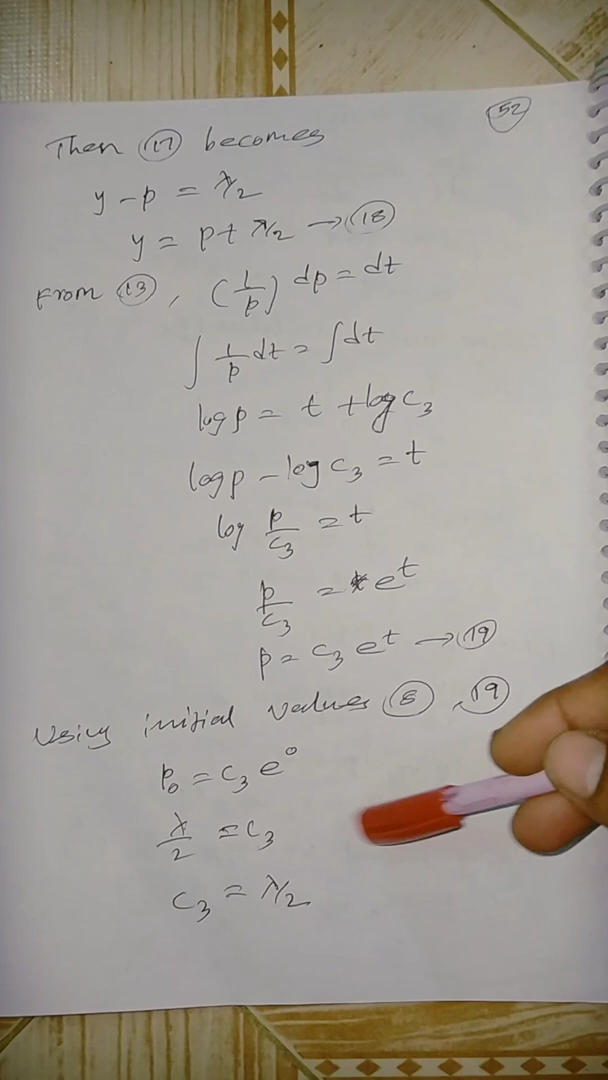 52
Then 17 becomes
y - p = λ/2
y = p + λ/2 → 18
From 13, (1/p) dp = dt
∫ 1/p dt = ∫ dt
log p = t + log c₃
log p - log c₃ = t
log p/c₃ = t
p/c₃ = e^t
p = c₃ e^t → 19
Using initial values 8, 19
p₀ = c₃ e⁰
λ/2 = c₃
c₃ = λ/2